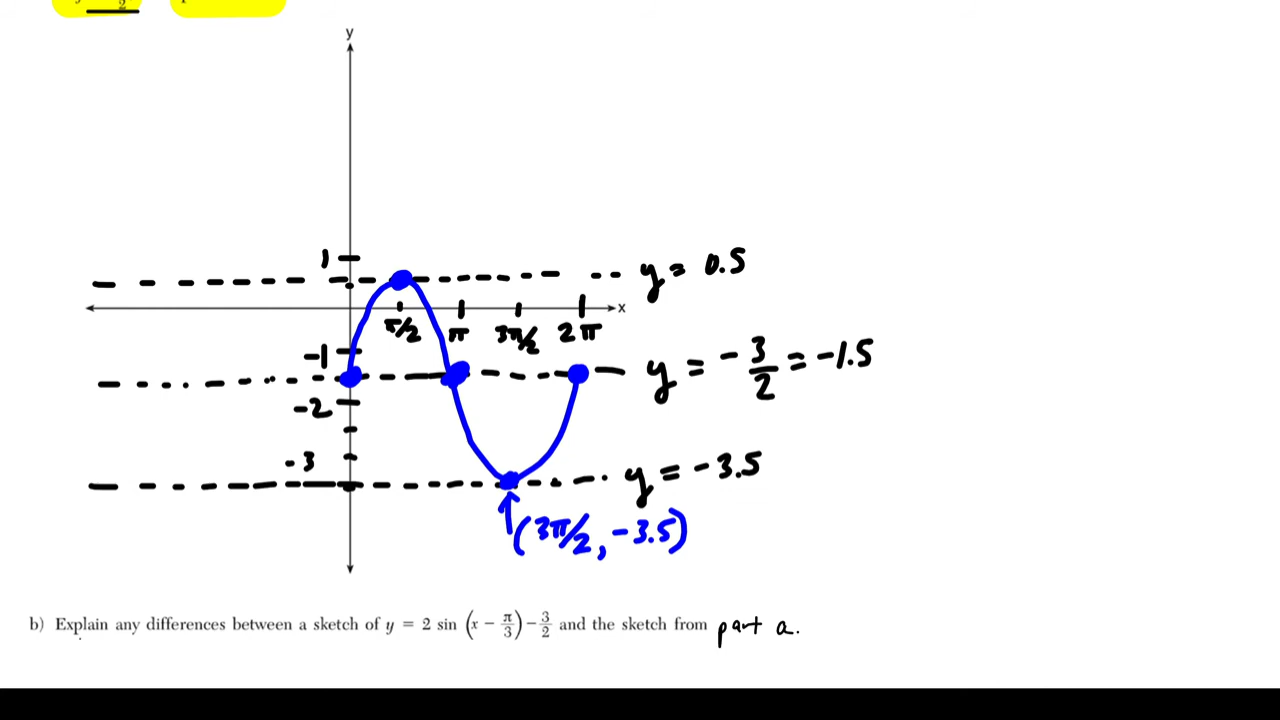 y
1
y = 0.5
x
π/2 π 3π/2 2π
-1
y = - 3/2 = -1.5
-2
-3
y = -3.5
(3π/2, -3.5)
b) Explain any differences between a sketch of y = 2 sin (x − π/3) − 3/2 and the sketch from part a.